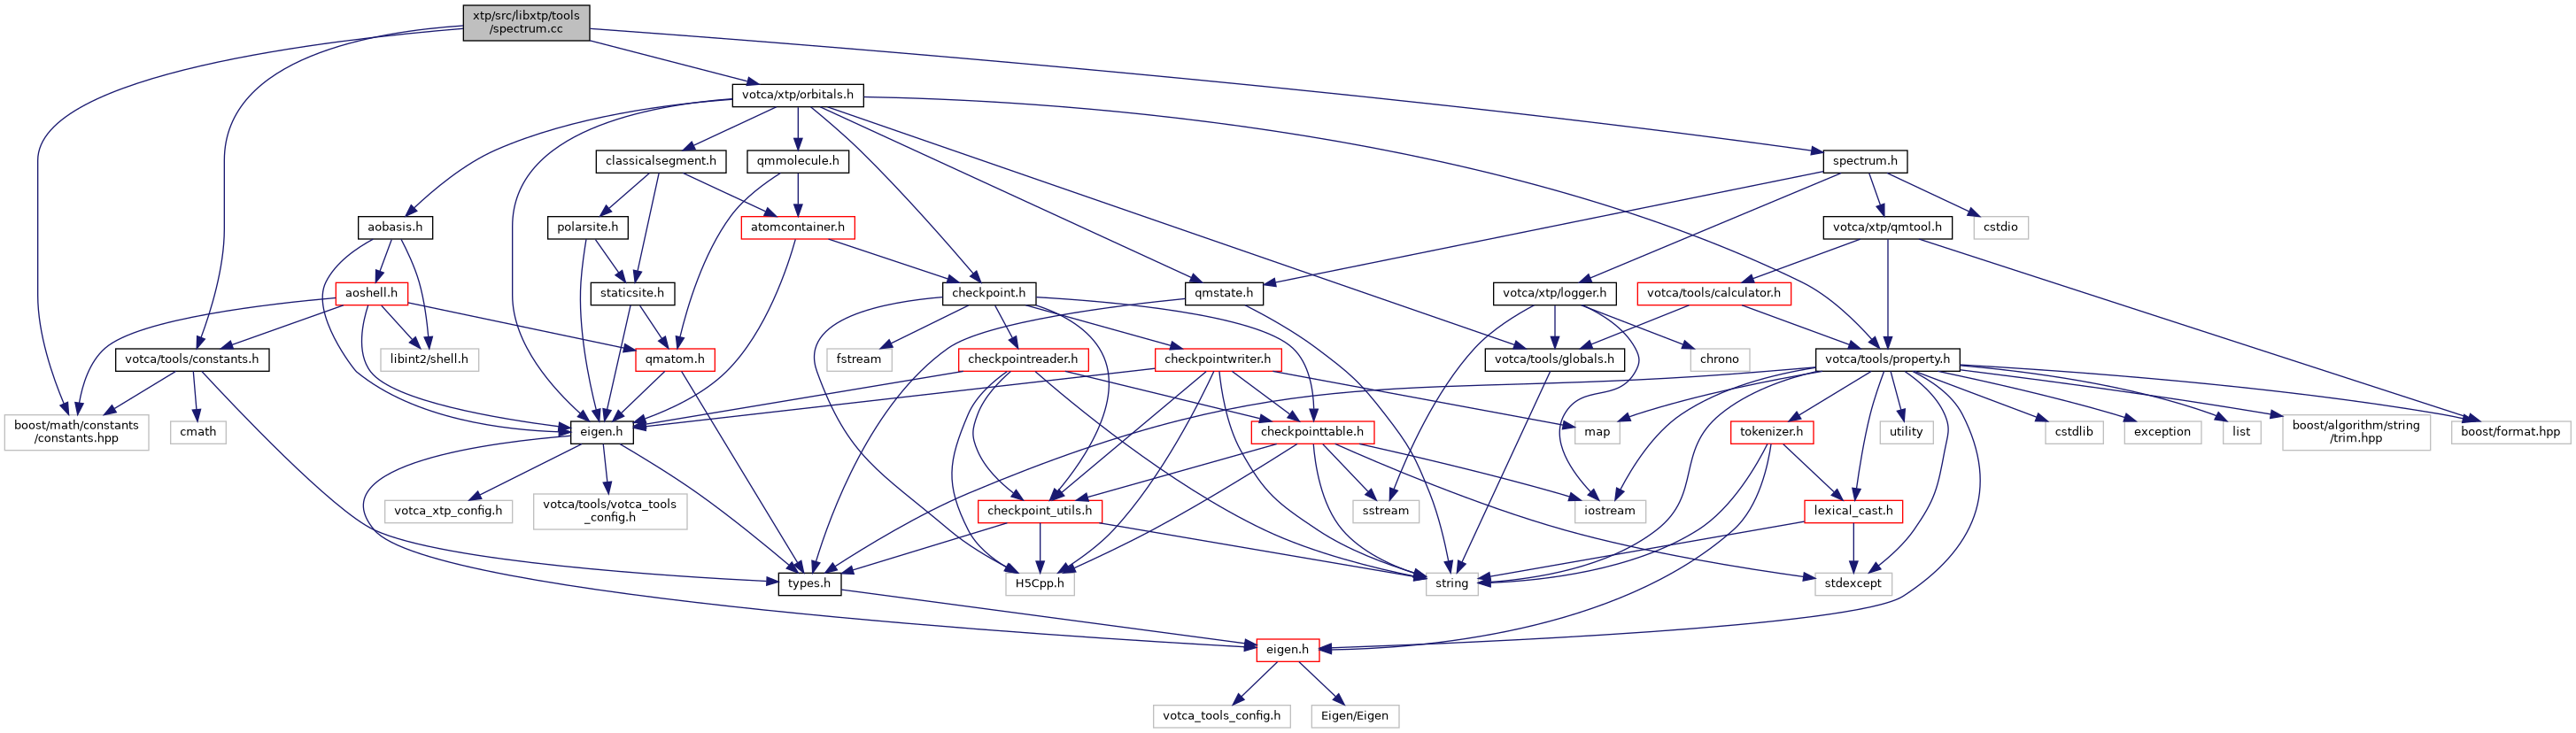 xtp/src/libxtp/tools
/spectrum.cc
votca/xtp/orbitals.h
classicalsegment.h
qmmolecule.h
spectrum.h
aobasis.h
polarsite.h
atomcontainer.h
votca/xtp/qmtool.h
cstdio
aoshell.h
staticsite.h
checkpoint.h
qmstate.h
votca/xtp/logger.h
votca/tools/calculator.h
votca/tools/constants.h
libint2/shell.h
qmatom.h
fstream
checkpointreader.h
checkpointwriter.h
votca/tools/globals.h
chrono
votca/tools/property.h
boost/math/constants
/constants.hpp
cmath
eigen.h
checkpointtable.h
map
tokenizer.h
utility
cstdlib
exception
list
boost/algorithm/string
/trim.hpp
boost/format.hpp
votca_xtp_config.h
votca/tools/votca_tools
_config.h
checkpoint_utils.h
sstream
iostream
lexical_cast.h
types.h
H5Cpp.h
string
stdexcept
eigen.h
votca_tools_config.h
Eigen/Eigen